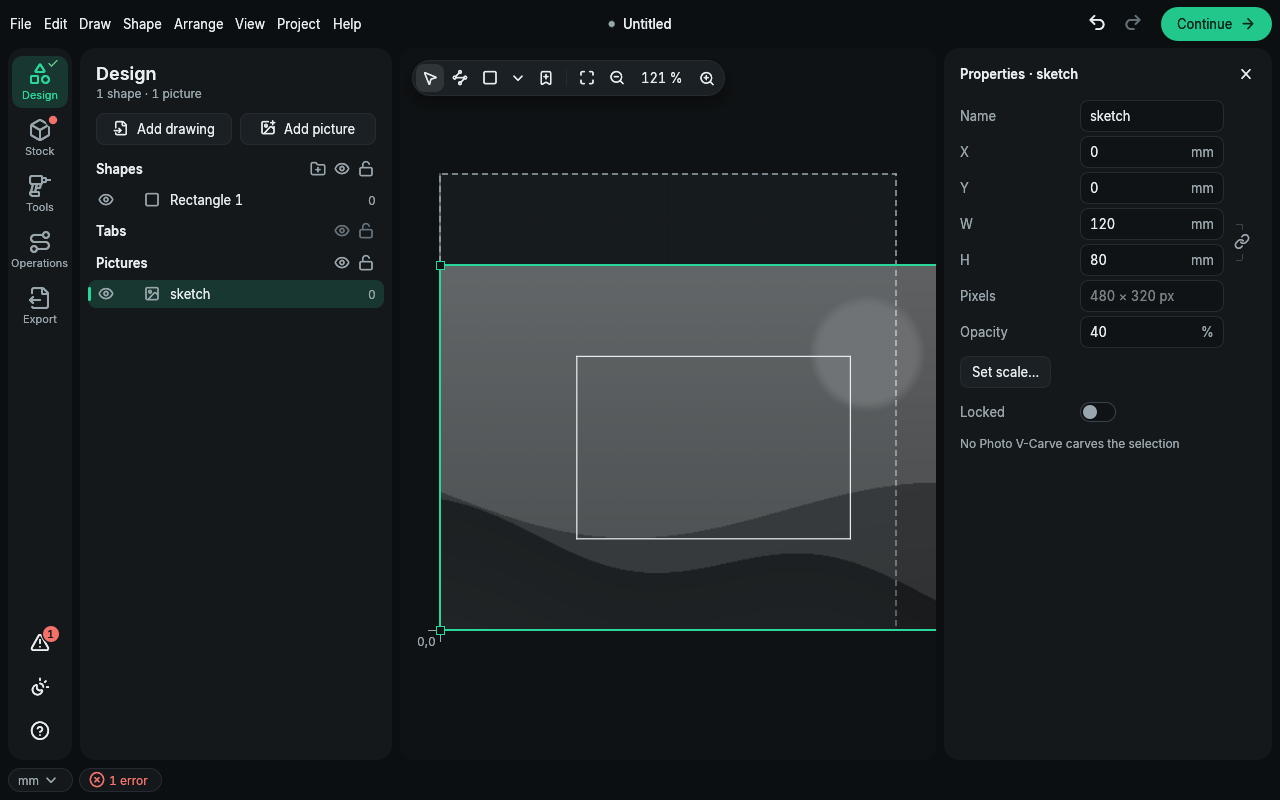 File Edit Draw Shape Arrange View Project Help
Untitled
Continue
Design
Stock
Tools
Operations
Export
1
Design
1 shape · 1 picture
Add drawing
Add picture
Shapes
Rectangle 1 0
Tabs
Pictures
sketch 0
121 %
0,0
Properties · sketch
Name sketch
X 0 mm
Y 0 mm
W 120 mm
H 80 mm
Pixels 480 × 320 px
Opacity 40 %
Set scale...
Locked
No Photo V-Carve carves the selection
mm
1 error